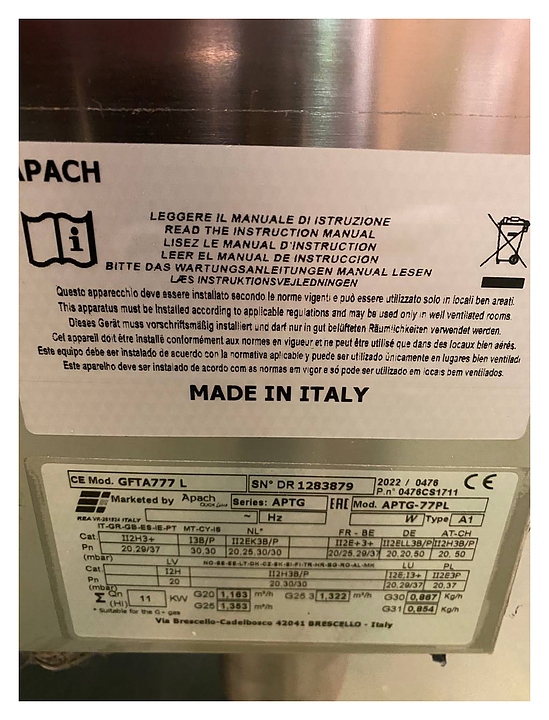 APACH
LEGGERE IL MANUALE DI ISTRUZIONE
READ THE INSTRUCTION MANUAL
LISEZ LE MANUAL D'INSTRUCTION
LEER EL MANUAL DE INSTRUCCION
BITTE DAS WARTUNGSANLEITUNGEN MANUAL LESEN
LÆS INSTRUKTIONSVEJLEDNINGEN
Questo apparecchio deve essere installato secondo le norme vigenti e può essere utilizzato solo in locali ben areati.
This apparatus must be installed according to applicable regulations and may be used only in well ventilated rooms.
Dieses Gerät muss vorschriftsmäßig installiert und darf nur in gut belüfteten Räumlichkeiten verwendet werden.
Cet appareil doit être installé conformément aux normes en vigueur et ne peut être utilisé que dans des locaux bien aérés.
Este equipo debe ser instalado de acuerdo con la normativa aplicable y puede ser utilizado únicamente en lugares bien
Este aparelho deve ser instalado de acordo com as normas em vigor e só pode ser utilizado em locais bem ventilados.
MADE IN ITALY
CE Mod. GFTA777 L SN° DR 1283879 2022 / 0476 CE
P.n° 0476CS1711
Marketed by Apach Series: APTG EAC Mod. APTG-77PL
~ Hz W Type A1
IT-GR-GB-ES-IE-PT MT-CY-IS NL* FR - BE DE AT-CH
Cat. II2H3+ I3B/P II2EK3B/P II2E+3+ II2ELL3B/P II2H3B/P
Pn (mbar) 20.29/37 30,30 20,25,30/30 20/25.29/37 20,20,50 20, 50
LV LU PL
Cat. I2H II2H3B/P I2E;I3+ II2E3P
Pn (mbar) 20 20.30/30 20.29/37 20.37
Σ Qn (Hi) 11 KW G20 1,163 m³/h G25.3 1,322 m³/h G30 0,867 Kg/h
G25 1,353 m³/h G31 0,854 Kg/h
* Suitable for the G+ gas
Via Brescello-Cadelbosco 42041 BRESCELLO - Italy